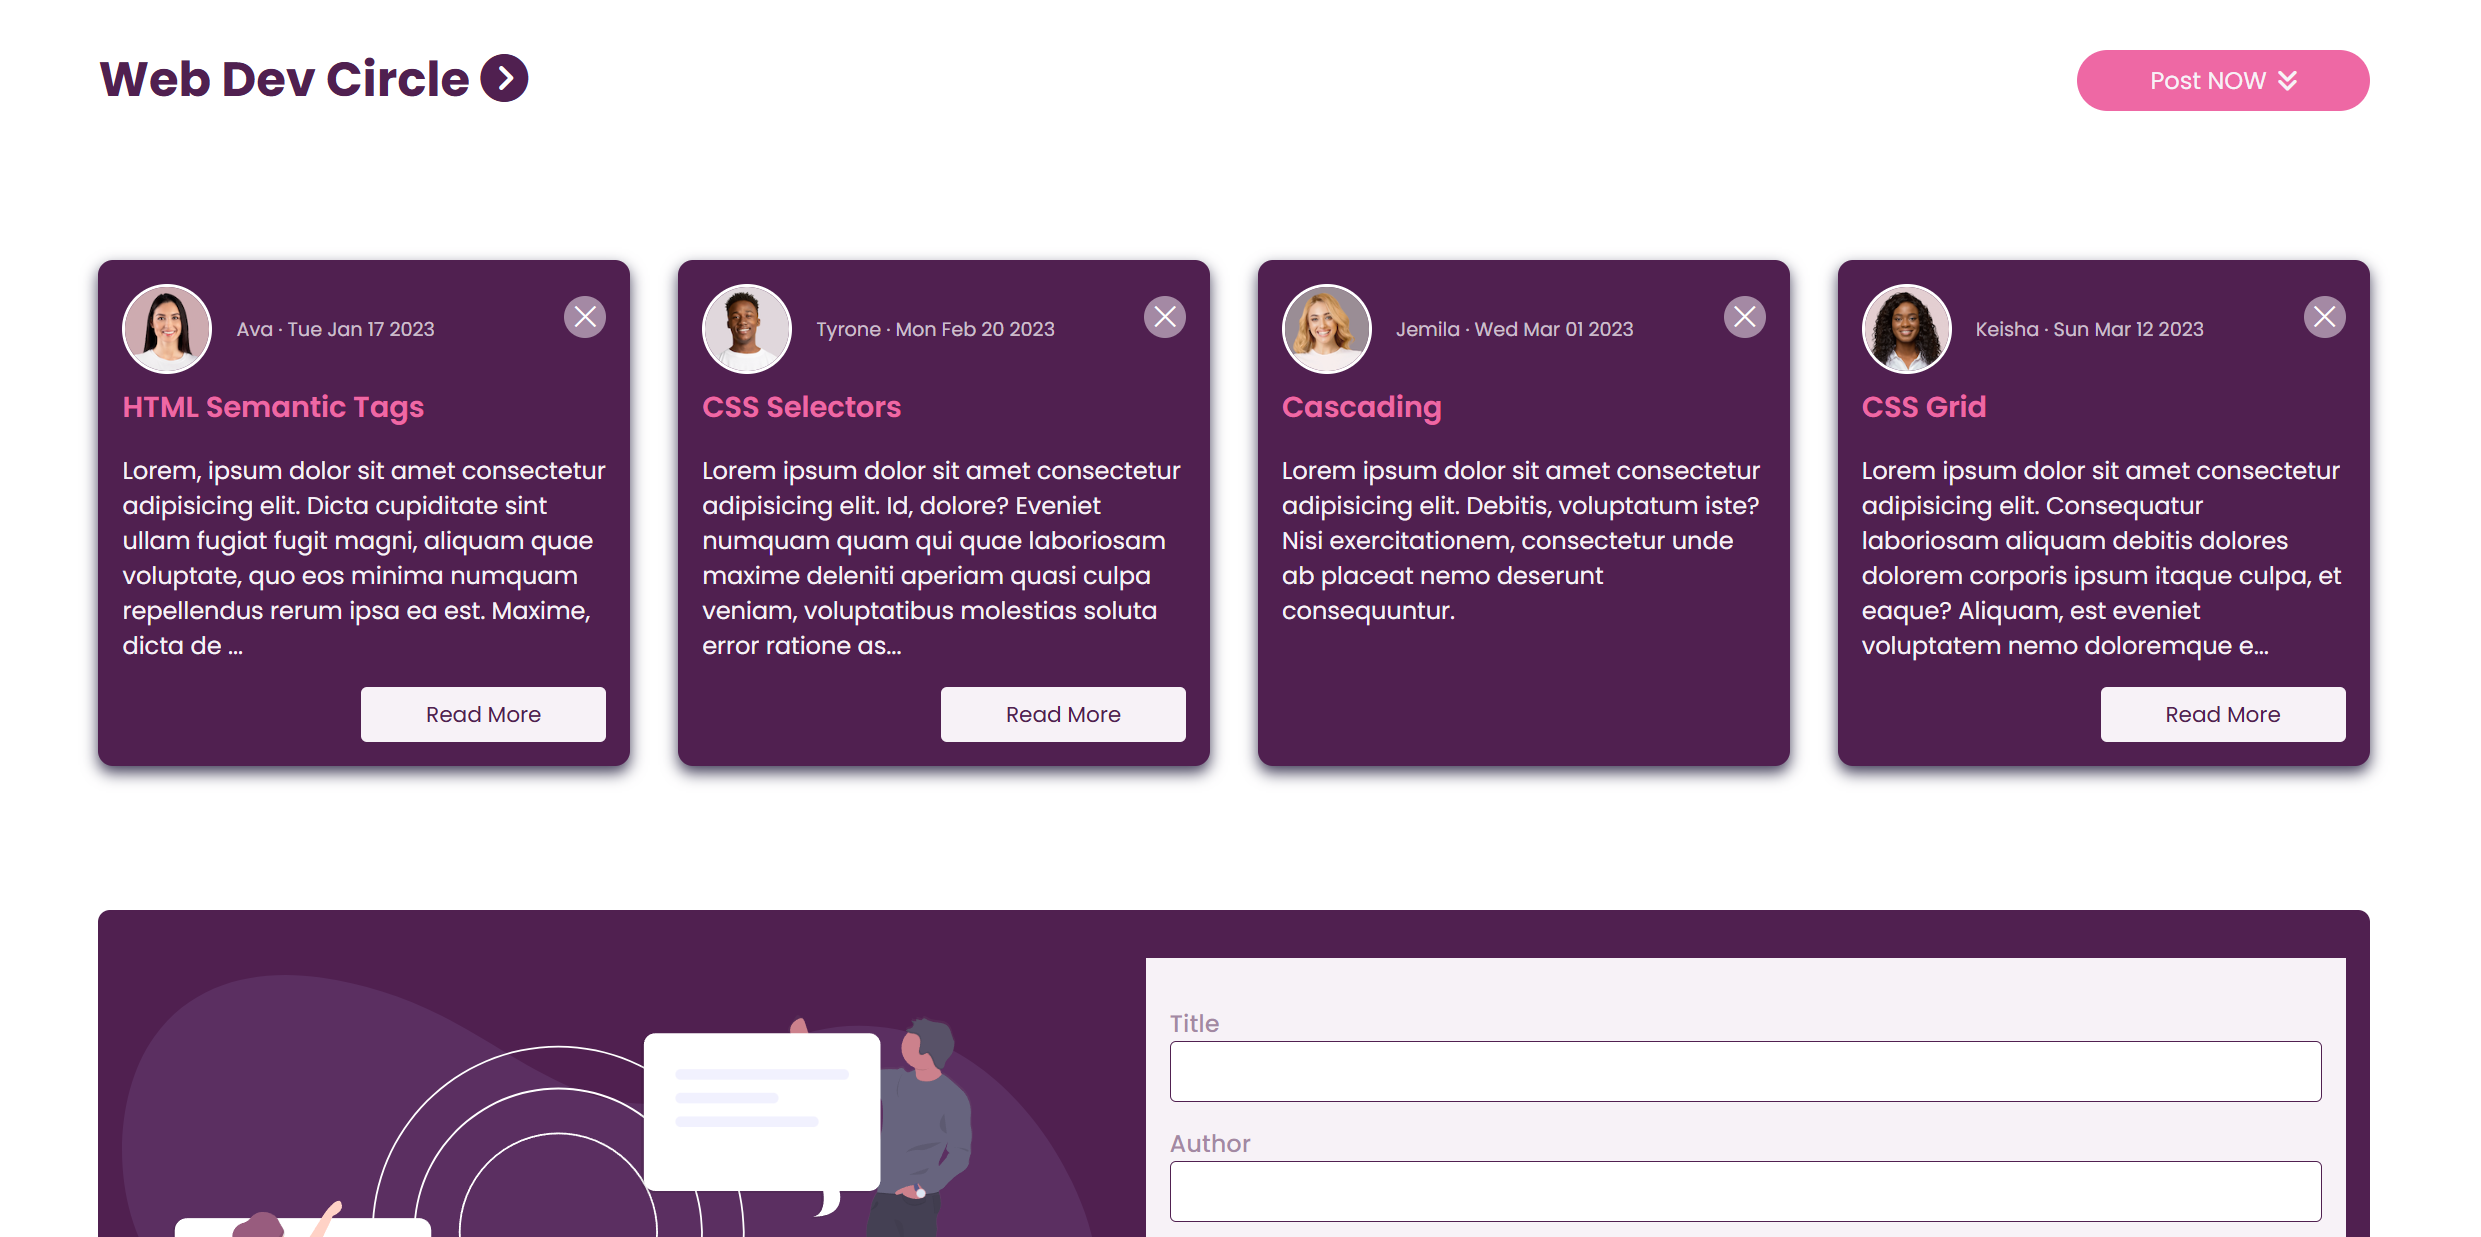 Web Dev Circle
Post NOW
Ava · Tue Jan 17 2023
HTML Semantic Tags
Lorem, ipsum dolor sit amet consectetur
adipisicing elit. Dicta cupiditate sint
ullam fugiat fugit magni, aliquam quae
voluptate, quo eos minima numquam
repellendus rerum ipsa ea est. Maxime,
dicta de ...
Read More
Tyrone · Mon Feb 20 2023
CSS Selectors
Lorem ipsum dolor sit amet consectetur
adipisicing elit. Id, dolore? Eveniet
numquam quam qui quae laboriosam
maxime deleniti aperiam quasi culpa
veniam, voluptatibus molestias soluta
error ratione as...
Read More
Jemila · Wed Mar 01 2023
Cascading
Lorem ipsum dolor sit amet consectetur
adipisicing elit. Debitis, voluptatum iste?
Nisi exercitationem, consectetur unde
ab placeat nemo deserunt
consequuntur.
Keisha · Sun Mar 12 2023
CSS Grid
Lorem ipsum dolor sit amet consectetur
adipisicing elit. Consequatur
laboriosam aliquam debitis dolores
dolorem corporis ipsum itaque culpa, et
eaque? Aliquam, est eveniet
voluptatem nemo doloremque e...
Read More
Title
Author